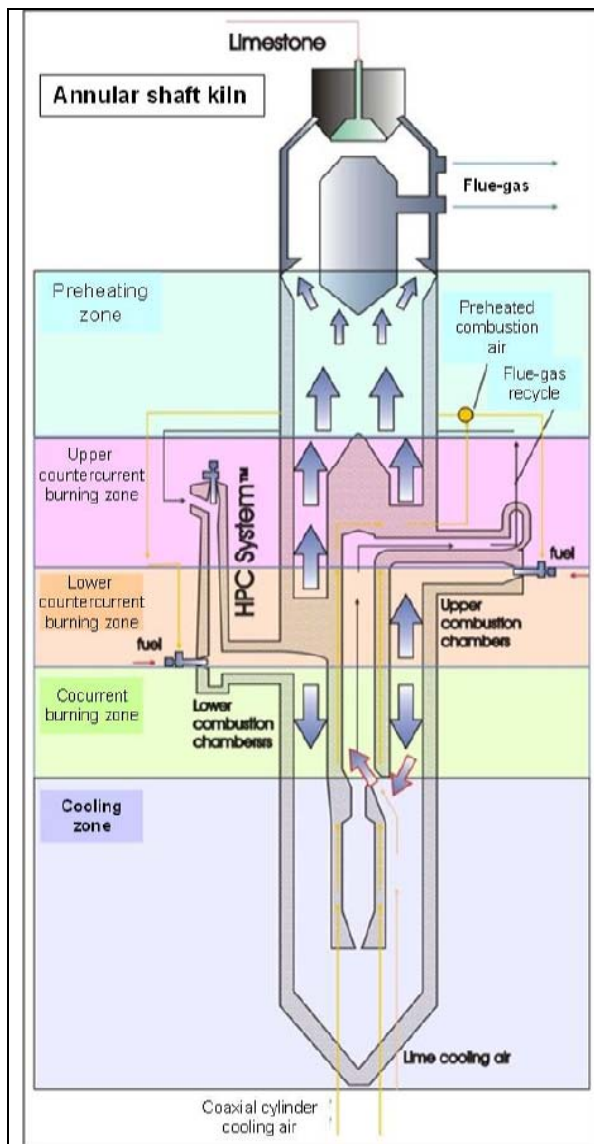 Limestone
Annular shaft kiln
Flue-gas
Preheating
zone
Preheated
combustion
air
Flue-gas
recycle
Upper
countercurrent
burning zone
HPC System™
Lower
countercurrent
burning zone
fuel
fuel
Upper
combustion
chambers
Cocurrent
burning zone
Lower
combustion
chambersrs
Cooling
zone
Lime cooling air
Coaxial cylinder
cooling air